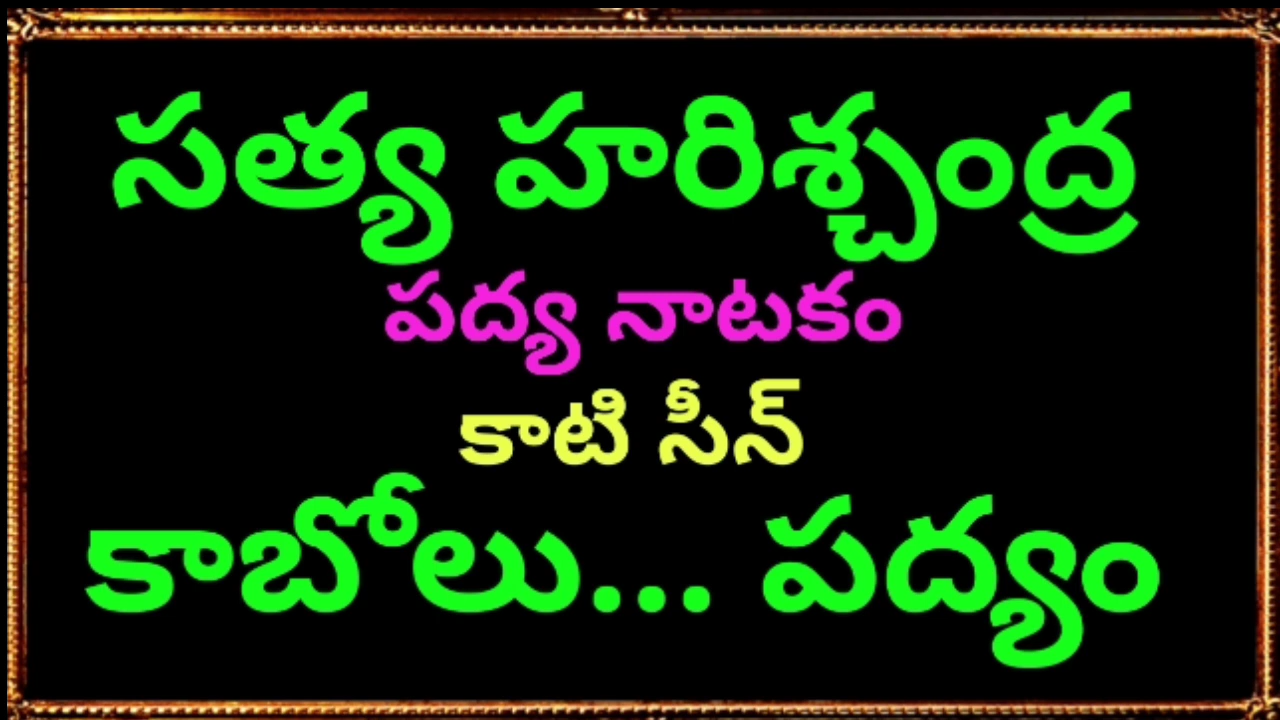 సత్య హరిశ్చంద్ర
పద్య నాటకం
కాటి సీన్
కాబోలు... పద్యం